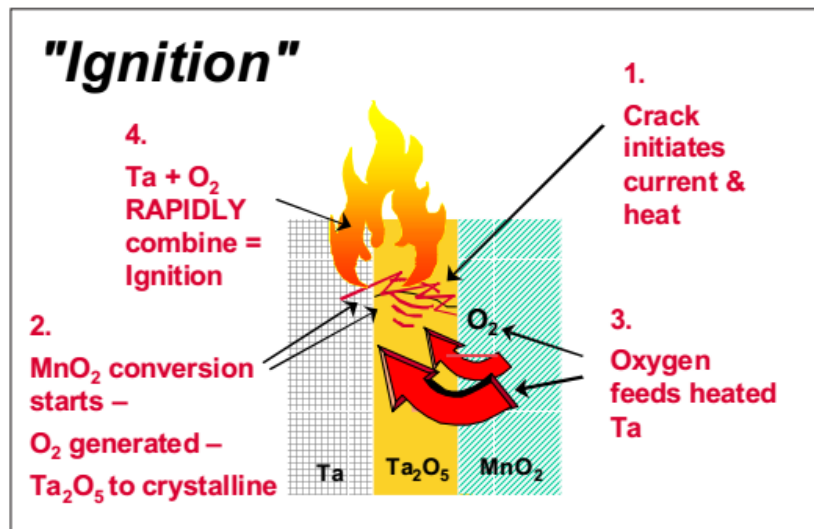 "Ignition"
1.
Crack
initiates
current &
heat
4.
Ta + O₂
RAPIDLY
combine =
Ignition
2.
MnO₂ conversion
starts –
O₂ generated –
Ta₂O₅ to crystalline
O₂
3.
Oxygen
feeds heated
Ta
Ta
Ta₂O₅
MnO₂